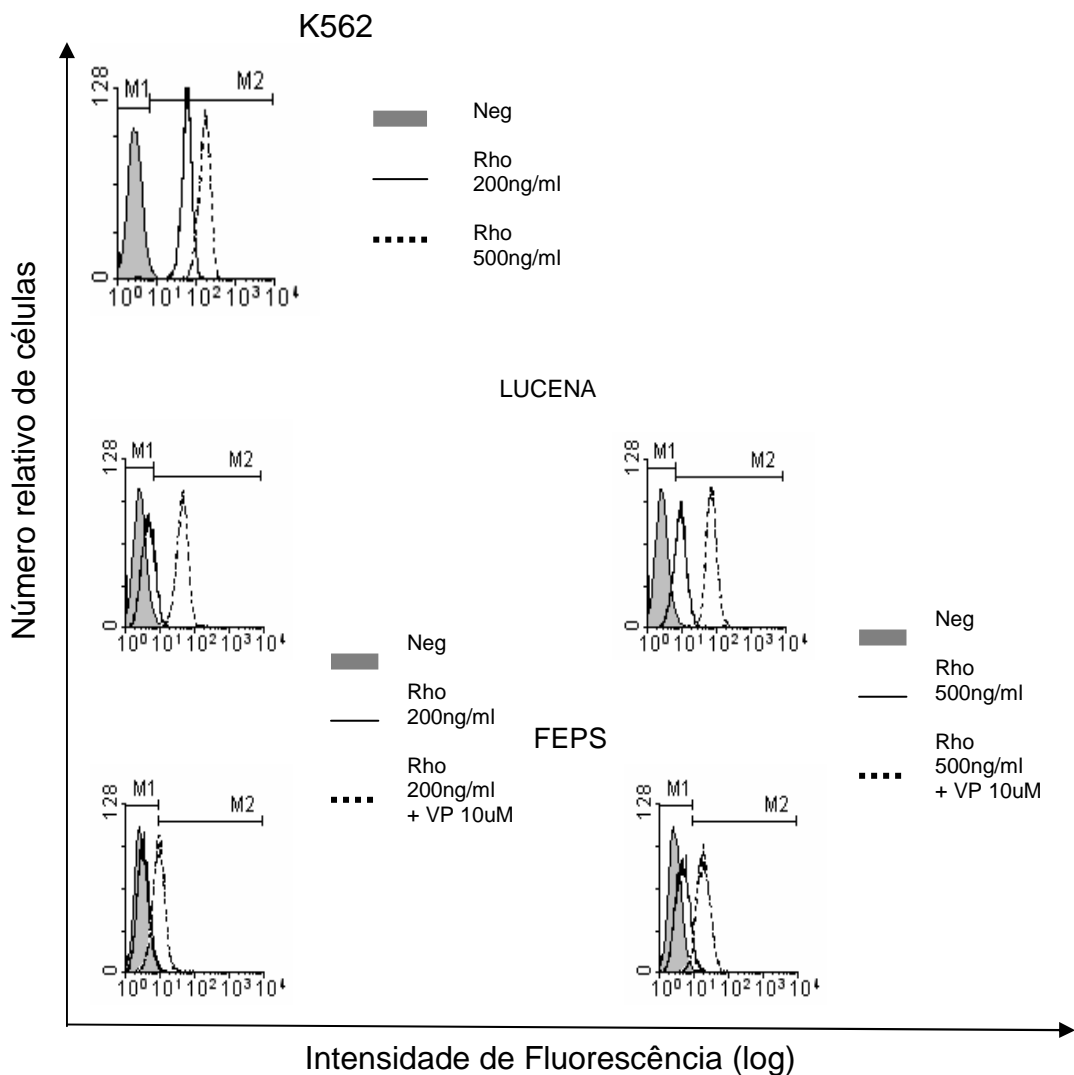 K562
Número relativo de células
128
M1
M2
0
10⁰ 10¹ 10² 10³ 10⁴
Neg
Rho
200ng/ml
Rho
500ng/ml
LUCENA
128
M1
M2
0
10⁰ 10¹ 10² 10³ 10⁴
128
M1
M2
0
10⁰ 10¹ 10² 10³ 10⁴
Neg
Rho
200ng/ml
Rho
200ng/ml
+ VP 10uM
Neg
Rho
500ng/ml
Rho
500ng/ml
+ VP 10uM
FEPS
128
M1
M2
0
10⁰ 10¹ 10² 10³ 10⁴
128
M1
M2
0
10⁰ 10¹ 10² 10³ 10⁴
Intensidade de Fluorescência (log)